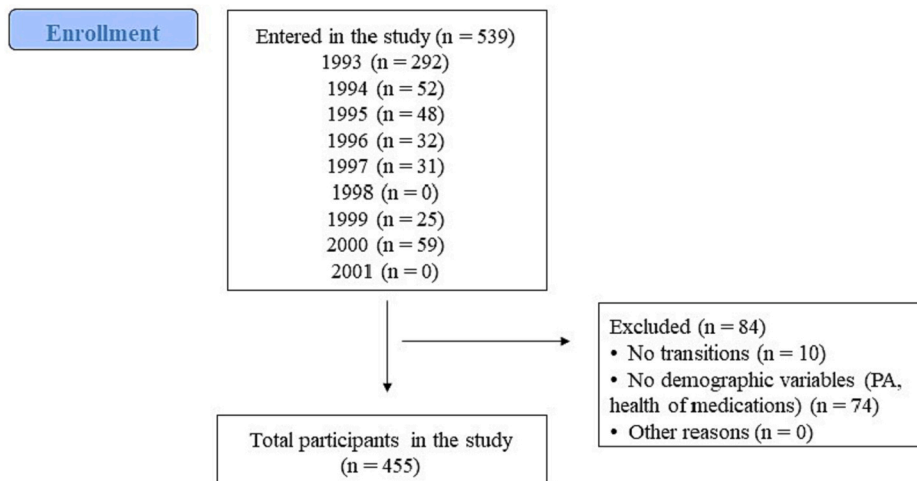 Enrollment
Entered in the study (n = 539)
1993 (n = 292)
1994 (n = 52)
1995 (n = 48)
1996 (n = 32)
1997 (n = 31)
1998 (n = 0)
1999 (n = 25)
2000 (n = 59)
2001 (n = 0)
Excluded (n = 84)
• No transitions (n = 10)
• No demographic variables (PA,
health of medications) (n = 74)
• Other reasons (n = 0)
Total participants in the study
(n = 455)